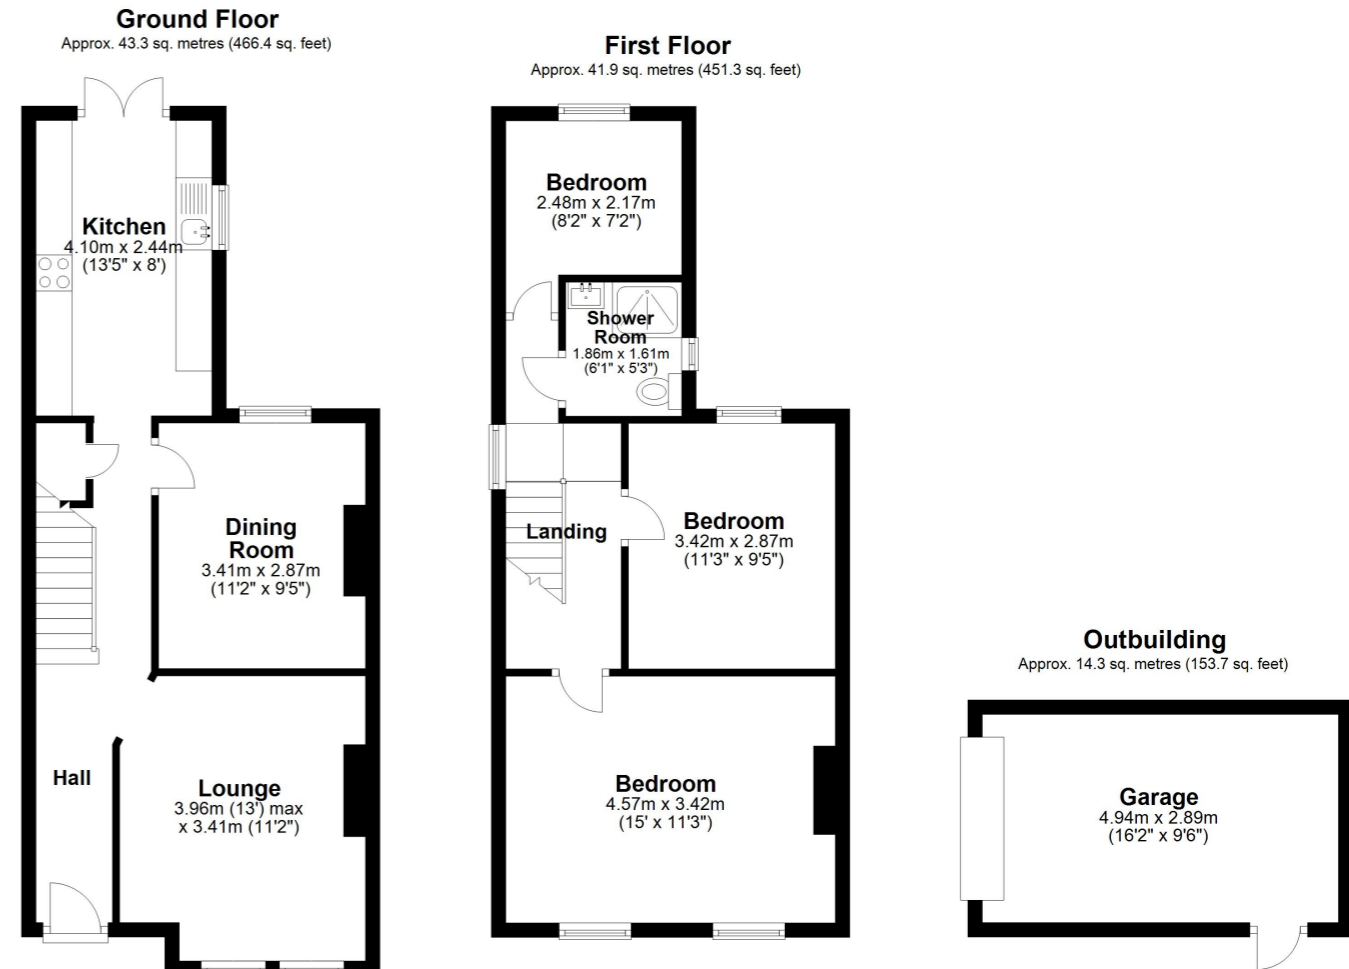 Ground Floor
Approx. 43.3 sq. metres (466.4 sq. feet)
Kitchen
4.10m x 2.44m
(13'5" x 8')
Dining
Room
3.41m x 2.87m
(11'2" x 9'5")
Hall
Lounge
3.96m (13') max
x 3.41m (11'2")
First Floor
Approx. 41.9 sq. metres (451.3 sq. feet)
Bedroom
2.48m x 2.17m
(8'2" x 7'2")
Shower
Room
1.86m x 1.61m
(6'1" x 5'3")
Landing
Bedroom
3.42m x 2.87m
(11'3" x 9'5")
Bedroom
4.57m x 3.42m
(15' x 11'3")
Outbuilding
Approx. 14.3 sq. metres (153.7 sq. feet)
Garage
4.94m x 2.89m
(16'2" x 9'6")